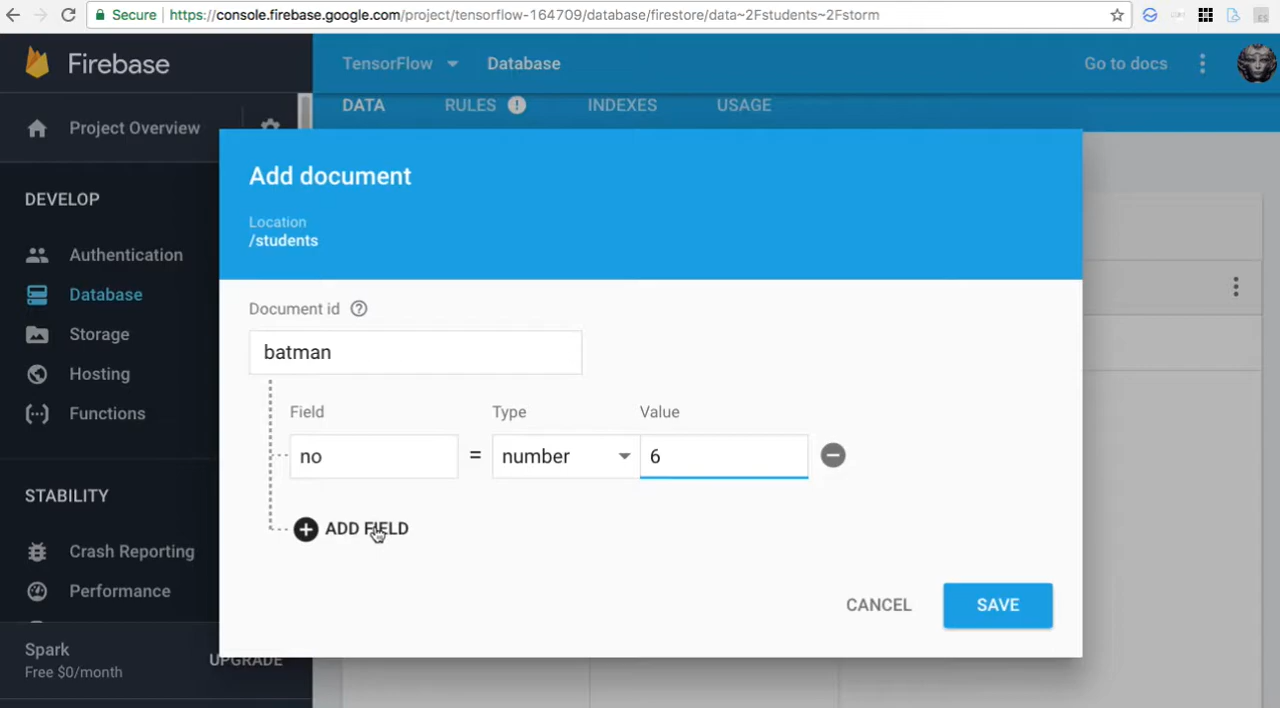 Secure https://console.firebase.google.com/project/tensorflow-164709/database/firestore/data~2Fstudents~2Fstorm
Firebase
TensorFlow Database Go to docs
DATA RULES ! INDEXES USAGE
Project Overview
Add document
Location
/students
DEVELOP
Authentication
Database
Storage
Hosting
Functions
STABILITY
Crash Reporting
Performance
Spark
Free $0/month
UPGRADE
Document id
batman
Field Type Value
no = number 6
ADD FIELD
CANCEL SAVE